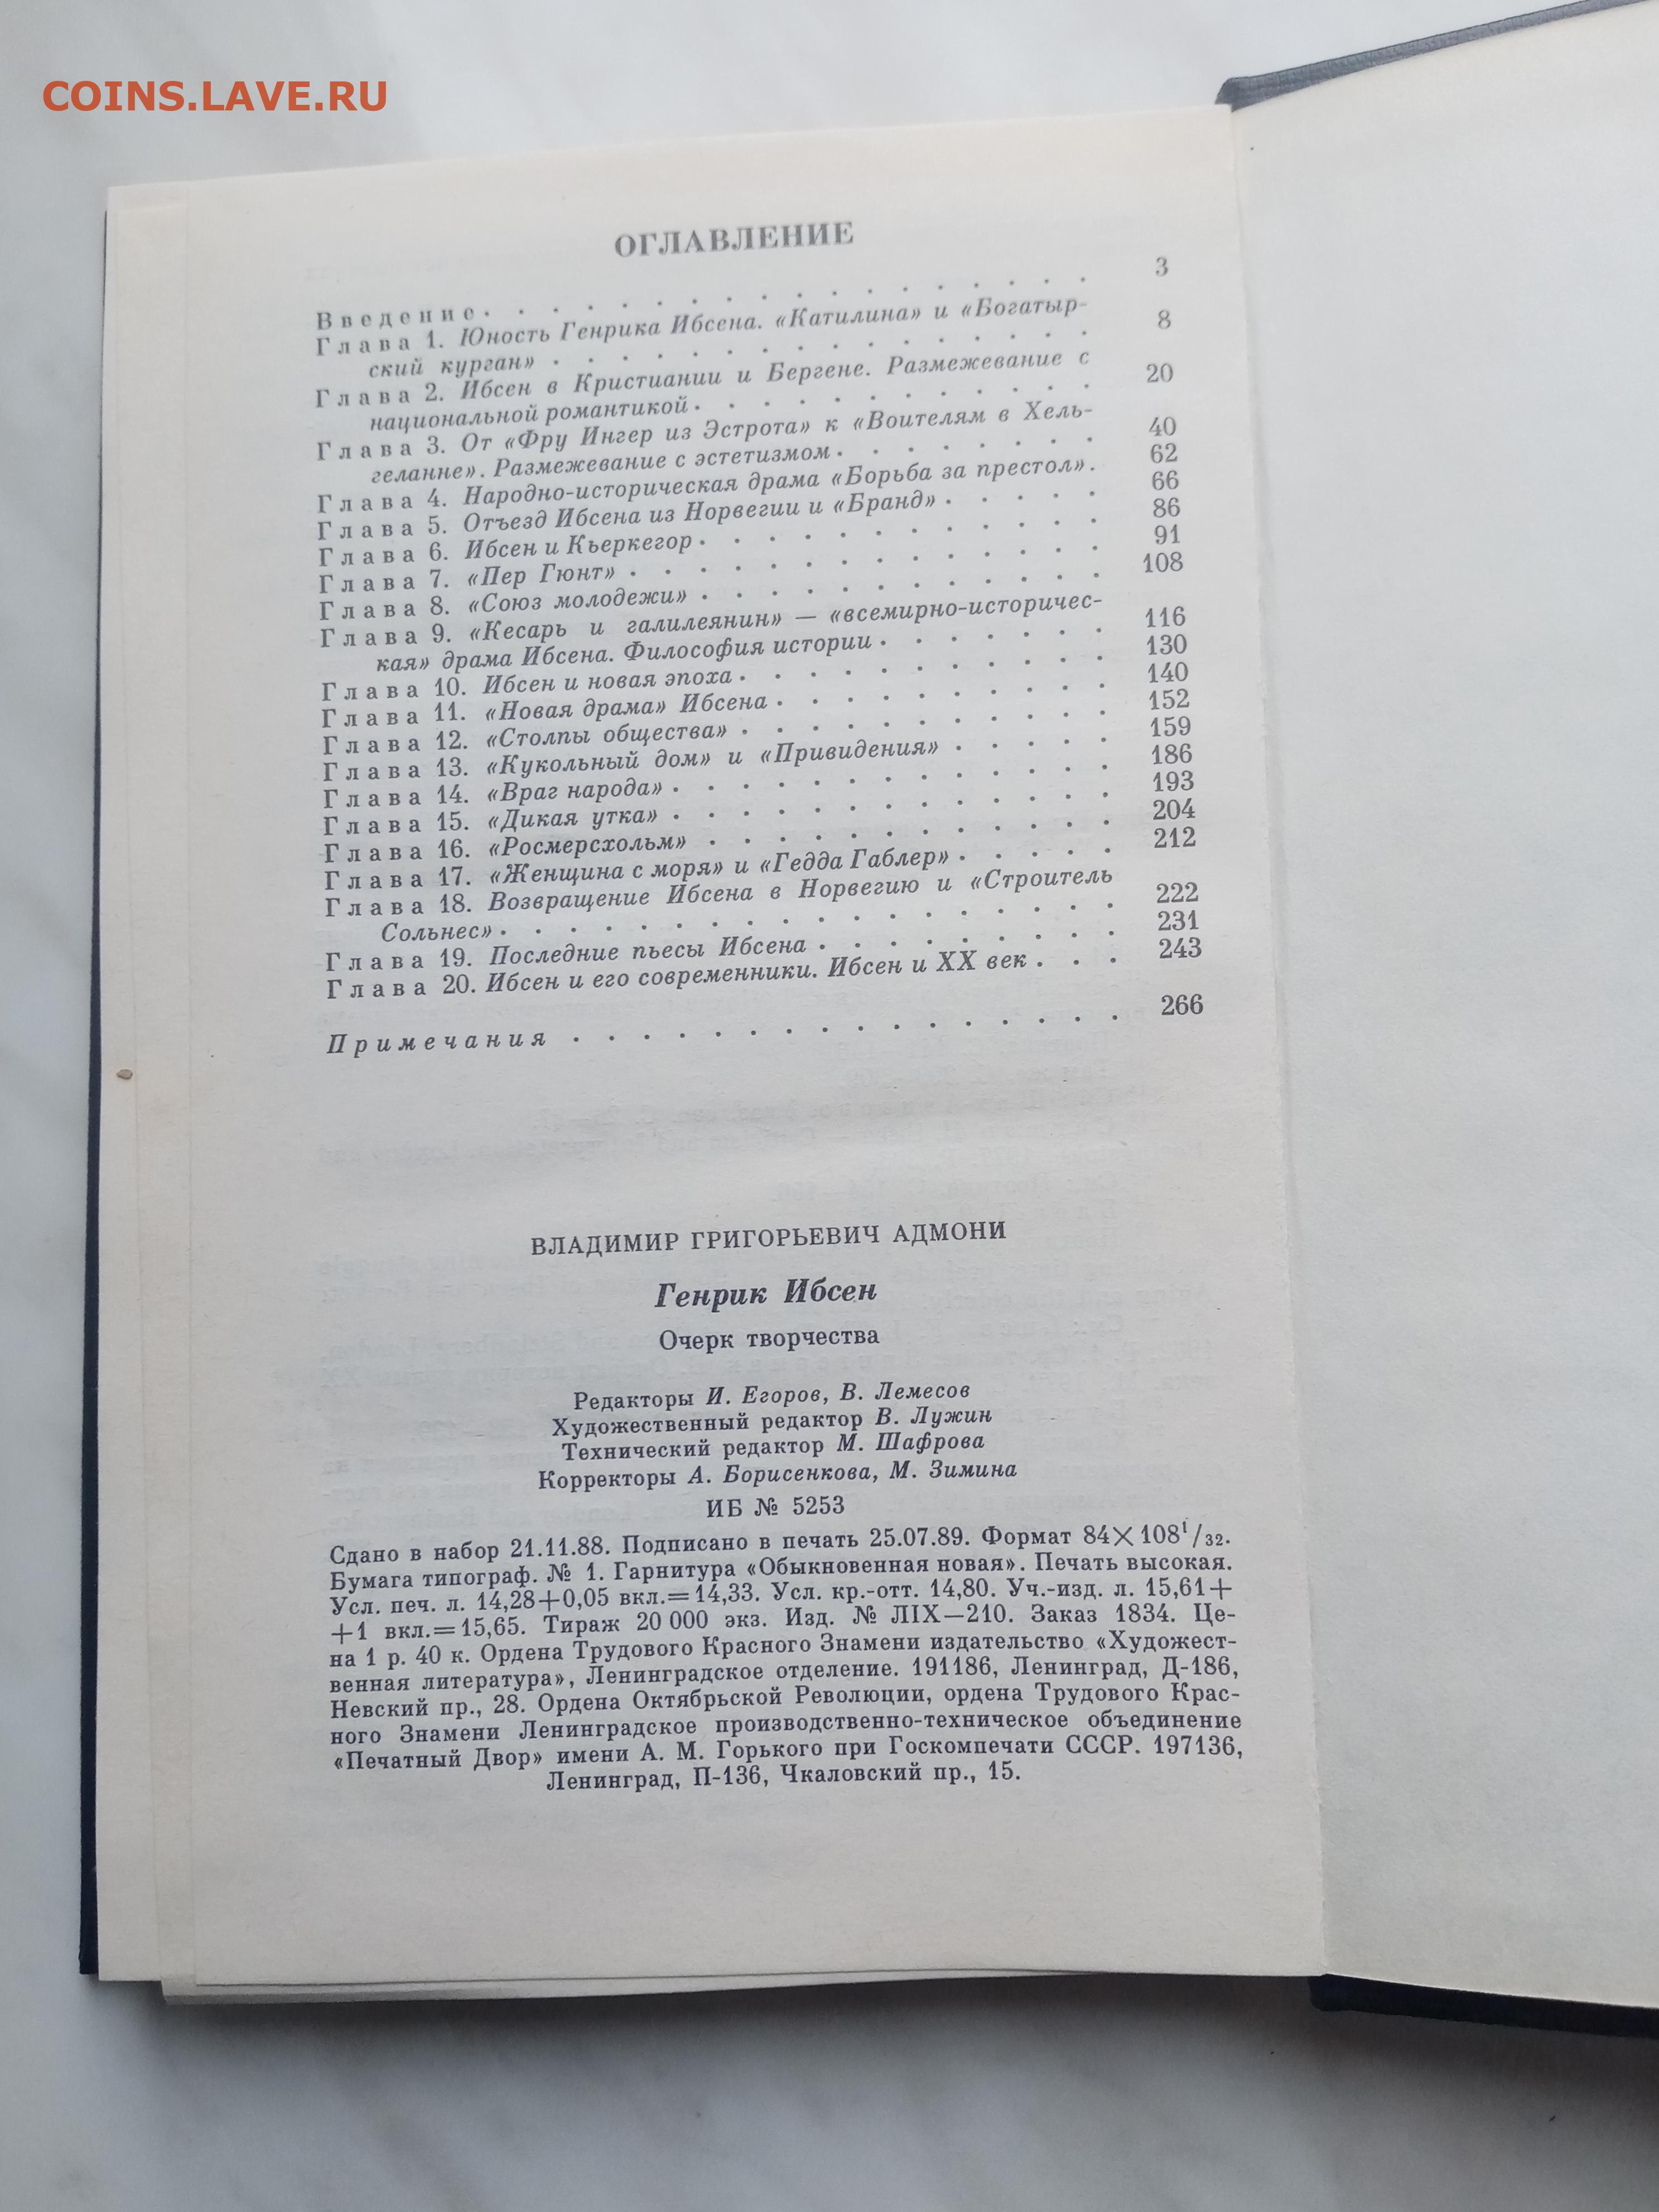 COINS.LAVE.RU
ОГЛАВЛЕНИЕ
Введение. . . . . . . . . . . . . . . . . . 3
Глава 1. Юность Генрика Ибсена. «Катилина» и «Богатыр-
ский курган» . . . . . . . . . . . . . . . . 8
Глава 2. Ибсен в Кристиании и Бергене. Размежевание с
национальной романтикой . . . . . . . . . . . . 20
Глава 3. От «Фру Ингер из Эстрота» к «Воителям в Хель-
геланне». Размежевание с эстетизмом . . . . . . . . 40
Глава 4. Народно-историческая драма «Борьба за престол». 62
Глава 5. Отъезд Ибсена из Норвегии и «Бранд» . . . . . 66
Глава 6. Ибсен и Кьеркегор . . . . . . . . . . . . 86
Глава 7. «Пер Гюнт» . . . . . . . . . . . . . . 91
Глава 8. «Союз молодежи» . . . . . . . . . . . . 108
Глава 9. «Кесарь и галилеянин» — «всемирно-историчес-
кая» драма Ибсена. Философия истории . . . . . . . 116
Глава 10. Ибсен и новая эпоха . . . . . . . . . . . 130
Глава 11. «Новая драма» Ибсена . . . . . . . . . . 140
Глава 12. «Столпы общества» . . . . . . . . . . . 152
Глава 13. «Кукольный дом» и «Привидения» . . . . . 159
Глава 14. «Враг народа» . . . . . . . . . . . . . 186
Глава 15. «Дикая утка» . . . . . . . . . . . . . 193
Глава 16. «Росмерсхольм» . . . . . . . . . . . . 204
Глава 17. «Женщина с моря» и «Гедда Габлер» . . . . . 212
Глава 18. Возвращение Ибсена в Норвегию и «Строитель
Сольнес» . . . . . . . . . . . . . . . . . . 222
Глава 19. Последние пьесы Ибсена . . . . . . . . . 231
Глава 20. Ибсен и его современники. Ибсен и XX век . . . 243
Примечания . . . . . . . . . . . . . . . . 266
ВЛАДИМИР ГРИГОРЬЕВИЧ АДМОНИ
Генрик Ибсен
Очерк творчества
Редакторы И. Егоров, В. Лемесов
Художественный редактор В. Лужин
Технический редактор М. Шафрова
Корректоры А. Борисенкова, М. Зимина
ИБ № 5253
Сдано в набор 21.11.88. Подписано в печать 25.07.89. Формат 84×108¹/₃₂.
Бумага типограф. № 1. Гарнитура «Обыкновенная новая». Печать высокая.
Усл. печ. л. 14,28+0,05 вкл.=14,33. Усл. кр.-отт. 14,80. Уч.-изд. л. 15,61+
+1 вкл.=15,65. Тираж 20 000 экз. Изд. № ЛIX—210. Заказ 1834. Це-
на 1 р. 40 к. Ордена Трудового Красного Знамени издательство «Художест-
венная литература», Ленинградское отделение. 191186, Ленинград, Д-186,
Невский пр., 28. Ордена Октябрьской Революции, ордена Трудового Крас-
ного Знамени Ленинградское производственно-техническое объединение
«Печатный Двор» имени А. М. Горького при Госкомпечати СССР. 197136,
Ленинград, П-136, Чкаловский пр., 15.